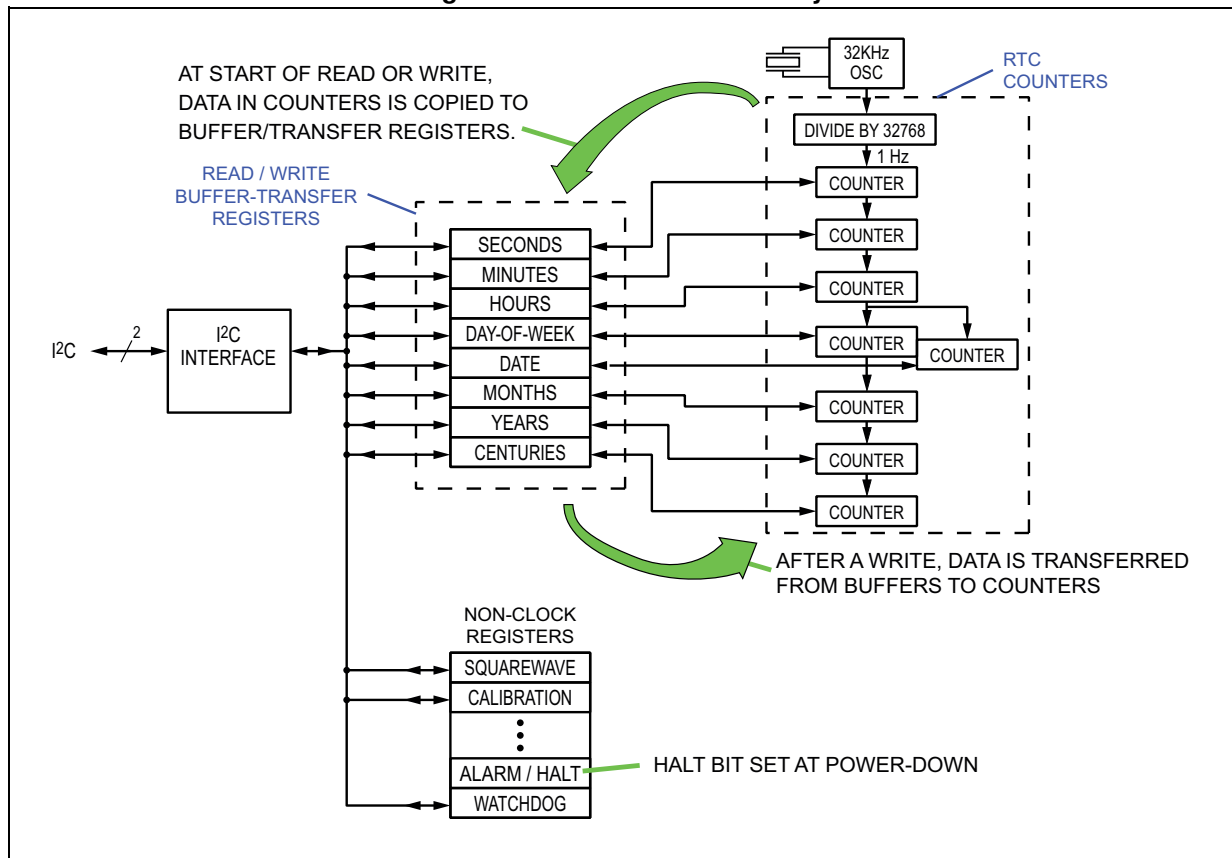 AT START OF READ OR WRITE,
DATA IN COUNTERS IS COPIED TO
BUFFER/TRANSFER REGISTERS.
32KHz
OSC
RTC
COUNTERS
DIVIDE BY 32768
1 Hz
READ / WRITE
BUFFER-TRANSFER
REGISTERS
COUNTER
COUNTER
COUNTER
COUNTER
COUNTER
COUNTER
COUNTER
COUNTER
SECONDS
MINUTES
HOURS
DAY-OF-WEEK
DATE
MONTHS
YEARS
CENTURIES
I2C
2
I2C
INTERFACE
AFTER A WRITE, DATA IS TRANSFERRED
FROM BUFFERS TO COUNTERS
NON-CLOCK
REGISTERS
SQUAREWAVE
CALIBRATION
ALARM / HALT
WATCHDOG
HALT BIT SET AT POWER-DOWN